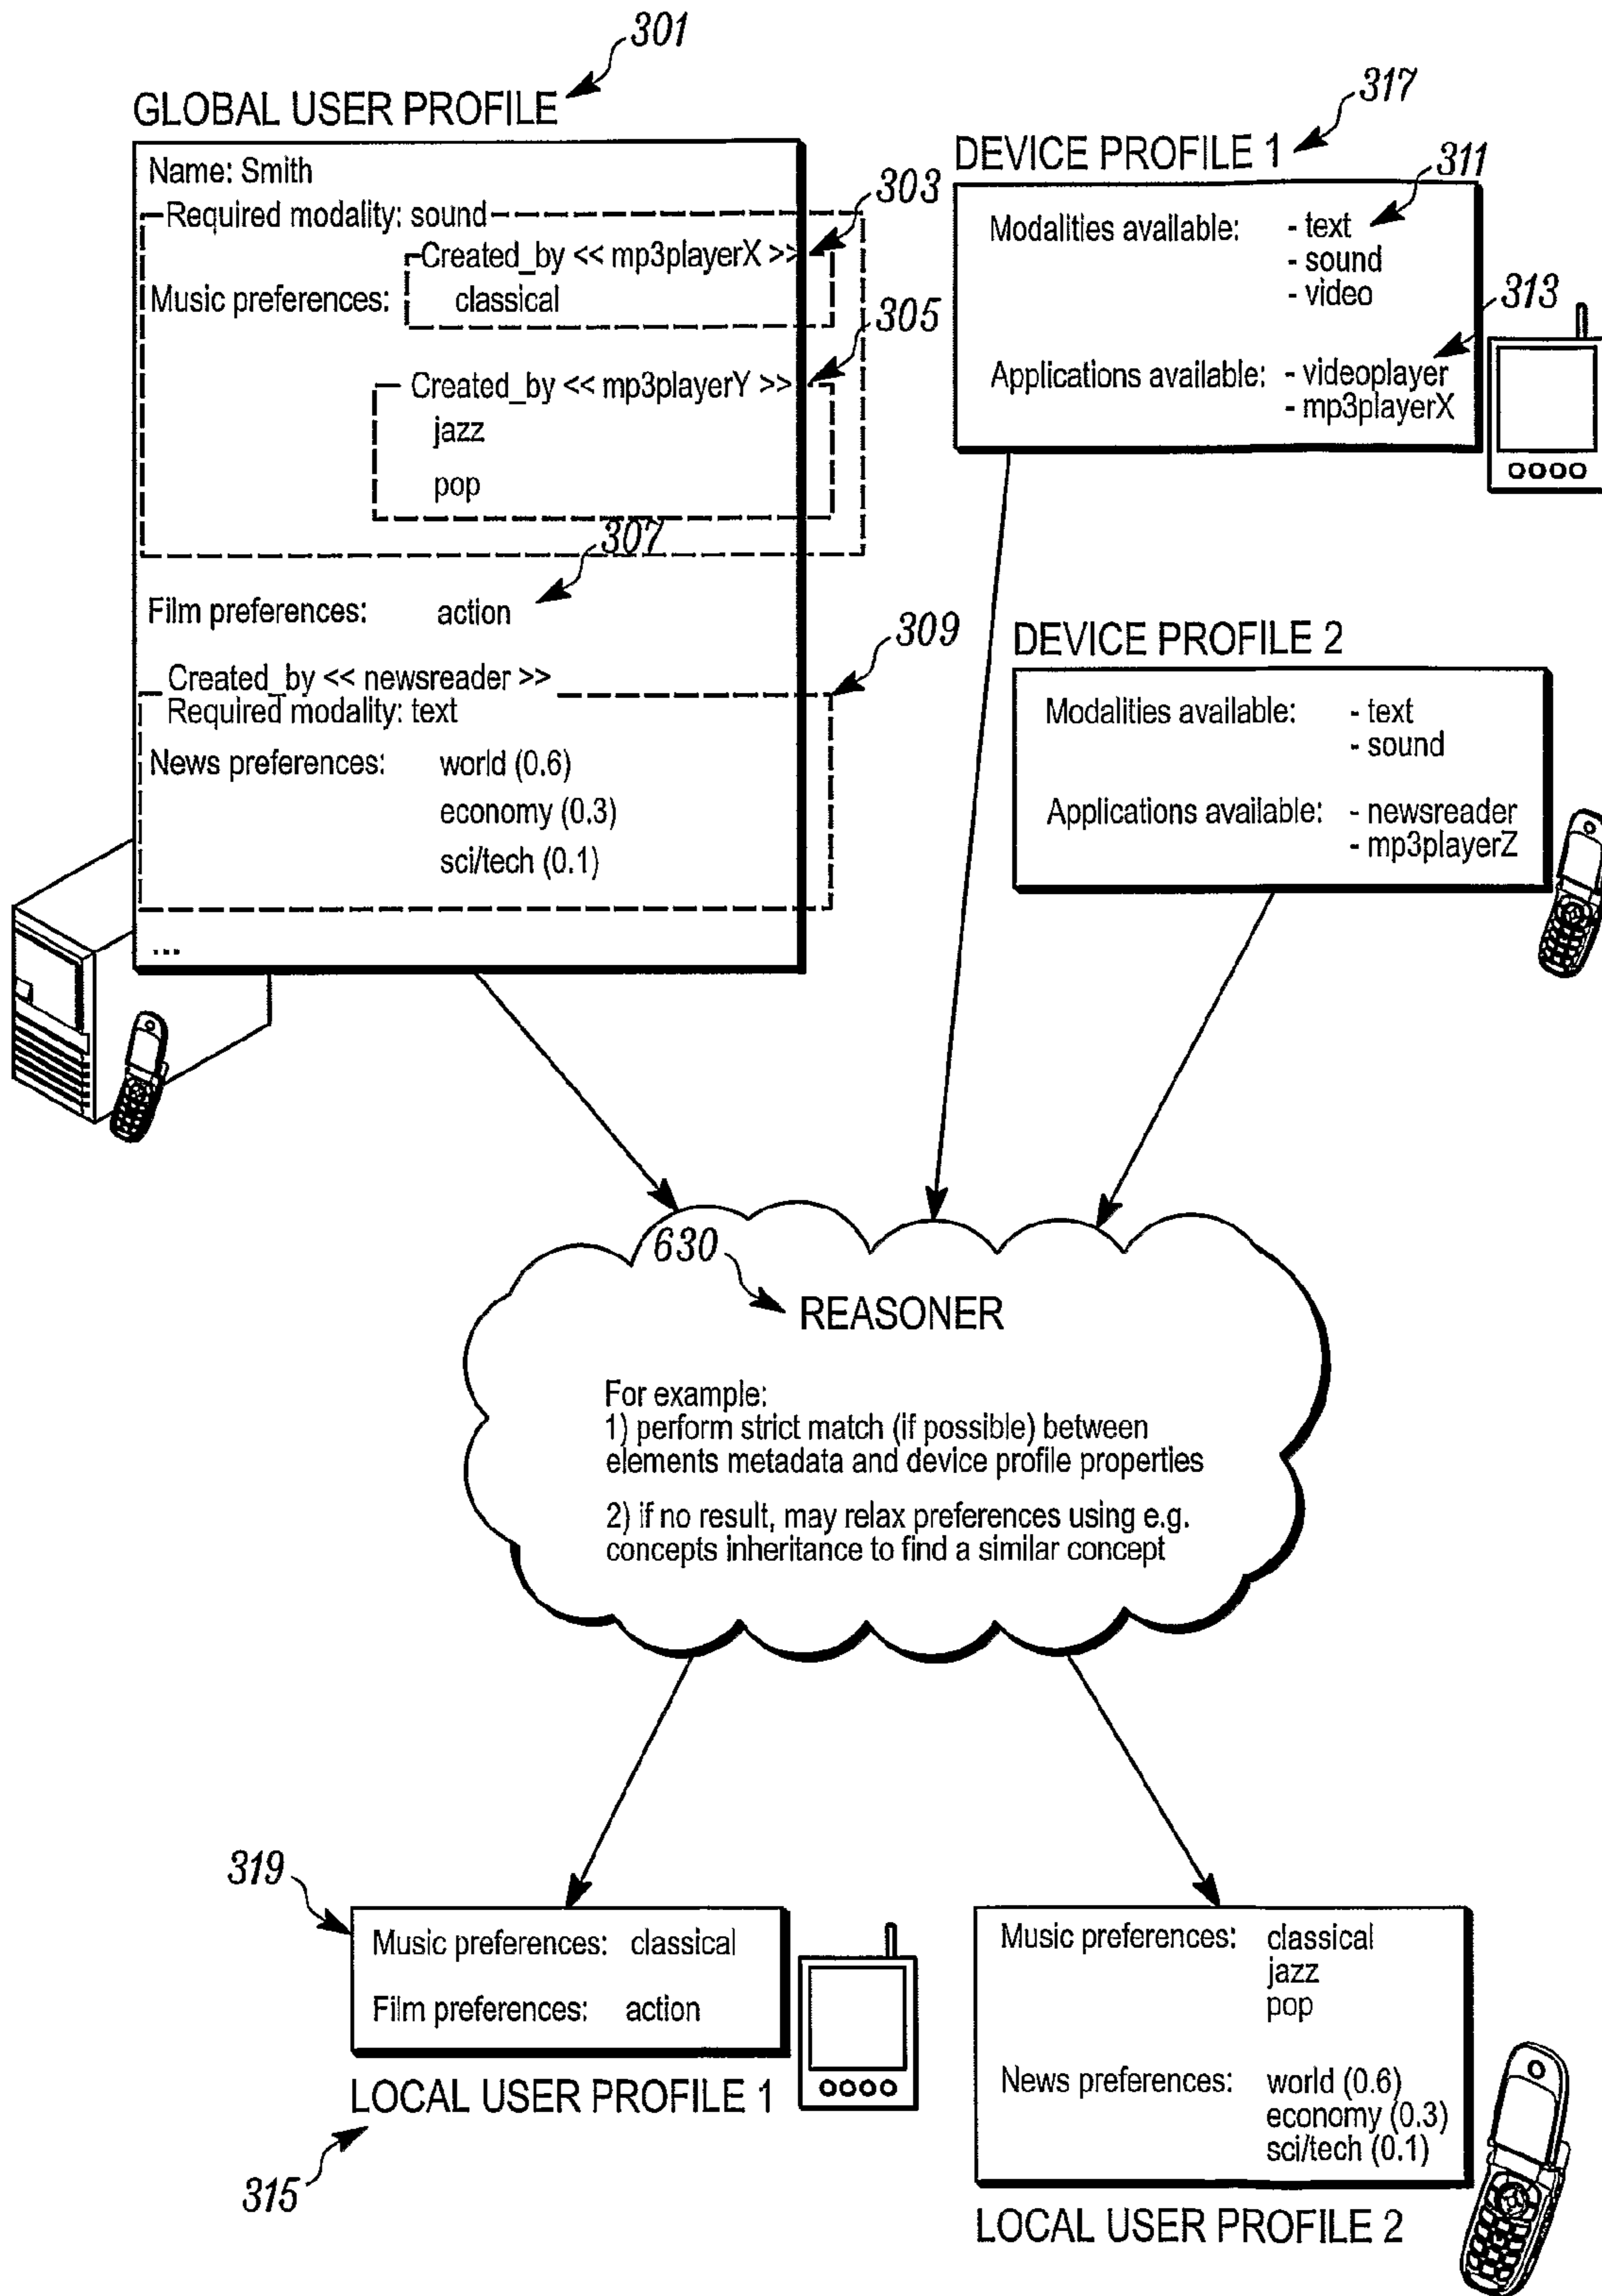 301
GLOBAL USER PROFILE
Name: Smith
Required modality: sound
303
Created_by << mp3playerX >>
Music preferences: classical
305
Created_by << mp3playerY >>
jazz
pop
307
Film preferences: action
309
Created_by << newsreader >>
Required modality: text
News preferences: world (0.6)
economy (0.3)
sci/tech (0.1)
...
317
DEVICE PROFILE 1
311
Modalities available: - text
- sound
- video
313
Applications available: - videoplayer
- mp3playerX
DEVICE PROFILE 2
Modalities available: - text
- sound
Applications available: - newsreader
- mp3playerZ
630
REASONER
For example:
1) perform strict match (if possible) between
elements metadata and device profile properties
2) if no result, may relax preferences using e.g.
concepts inheritance to find a similar concept
319
Music preferences: classical
Film preferences: action
LOCAL USER PROFILE 1
315
Music preferences: classical
jazz
pop
News preferences: world (0.6)
economy (0.3)
sci/tech (0.1)
LOCAL USER PROFILE 2